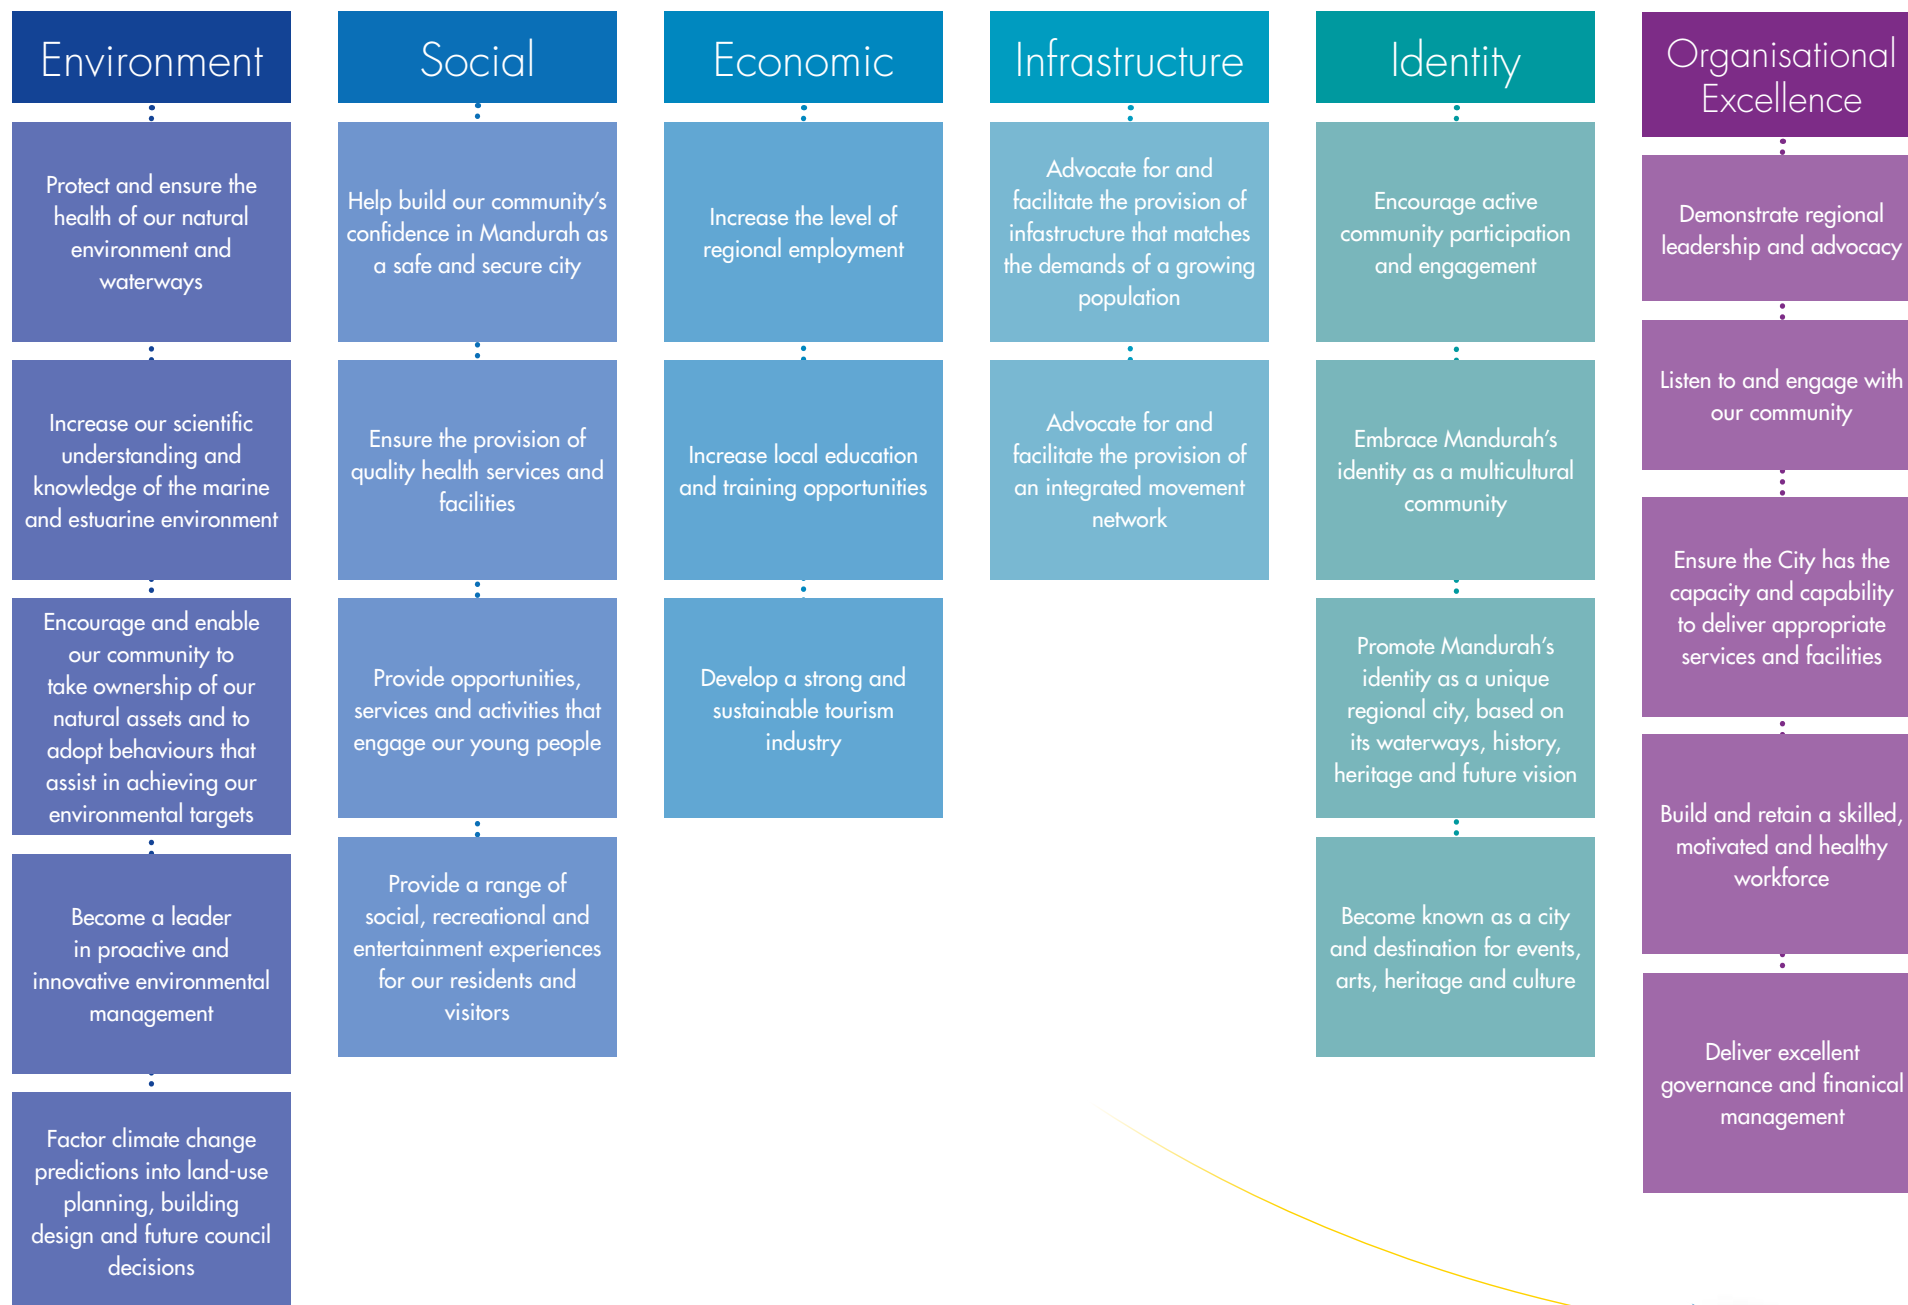 Environment
Protect and ensure the
health of our natural
environment and
waterways
Increase our scientific
understanding and
knowledge of the marine
and estuarine environment
Encourage and enable
our community to
take ownership of our
natural assets and to
adopt behaviours that
assist in achieving our
environmental targets
Become a leader
in proactive and
innovative environmental
management
Factor climate change
predictions into land-use
planning, building
design and future council
decisions
Social
Help build our community's
confidence in Mandurah as
a safe and secure city
Ensure the provision of
quality health services and
facilities
Provide opportunities,
services and activities that
engage our young people
Provide a range of
social, recreational and
entertainment experiences
for our residents and
visitors
Economic
Increase the level of
regional employment
Increase local education
and training opportunities
Develop a strong and
sustainable tourism
industry
Infrastructure
Advocate for and
facilitate the provision of
infastructure that matches
the demands of a growing
population
Advocate for and
facilitate the provision of
an integrated movement
network
Identity
Encourage active
community participation
and engagement
Embrace Mandurah's
identity as a multicultural
community
Promote Mandurah's
identity as a unique
regional city, based on
its waterways, history,
heritage and future vision
Become known as a city
and destination for events,
arts, heritage and culture
Organisational
Excellence
Demonstrate regional
leadership and advocacy
Listen to and engage with
our community
Ensure the City has the
capacity and capability
to deliver appropriate
services and facilities
Build and retain a skilled,
motivated and healthy
workforce
Deliver excellent
governance and finanical
management